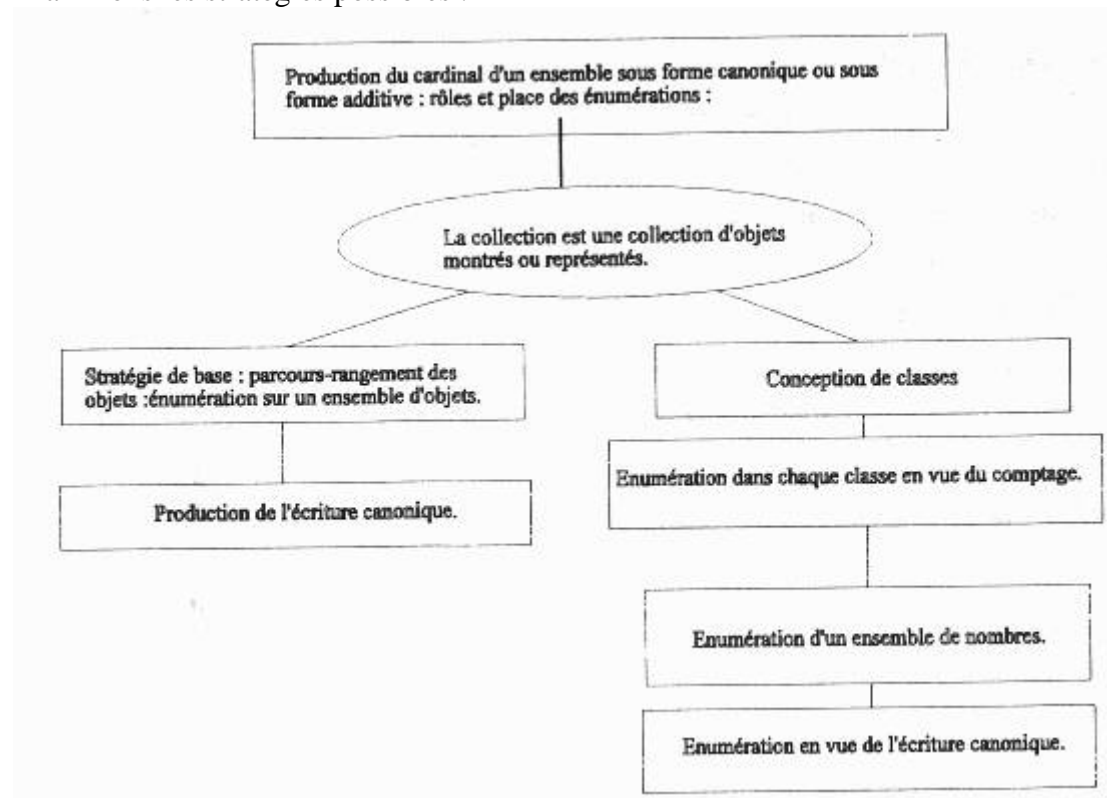 Production du cardinal d'un ensemble sous forme canonique ou sous
forme additive : rôles et place des énumérations :
La collection est une collection d'objets
montrés ou représentés.
Stratégie de base : parcours-rangement des
objets :énumération sur un ensemble d'objets.
Conception de classes
Enumération dans chaque classe en vue du comptage.
Production de l'écriture canonique.
Enumération d'un ensemble de nombres.
Enumération en vue de l'écriture canonique.